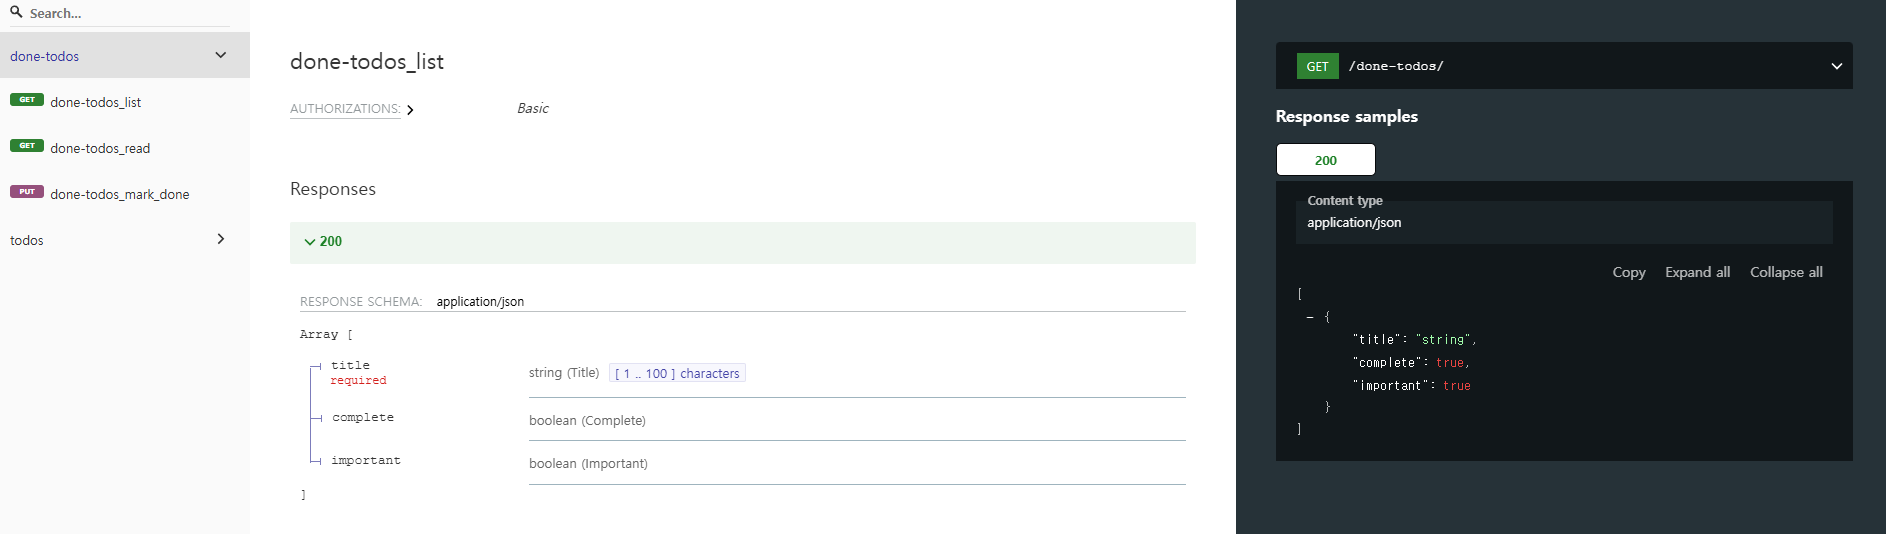 Search...
done-todos
GET done-todos_list
GET done-todos_read
PUT done-todos_mark_done
todos
done-todos_list
AUTHORIZATIONS: Basic
Responses
200
RESPONSE SCHEMA: application/json
Array [
title
required
string (Title) [ 1 .. 100 ] characters
complete boolean (Complete)
important boolean (Important)
]
GET /done-todos/
Response samples
200
Content type
application/json
Copy Expand all Collapse all
[
- {
"title": "string",
"complete": true,
"important": true
}
]